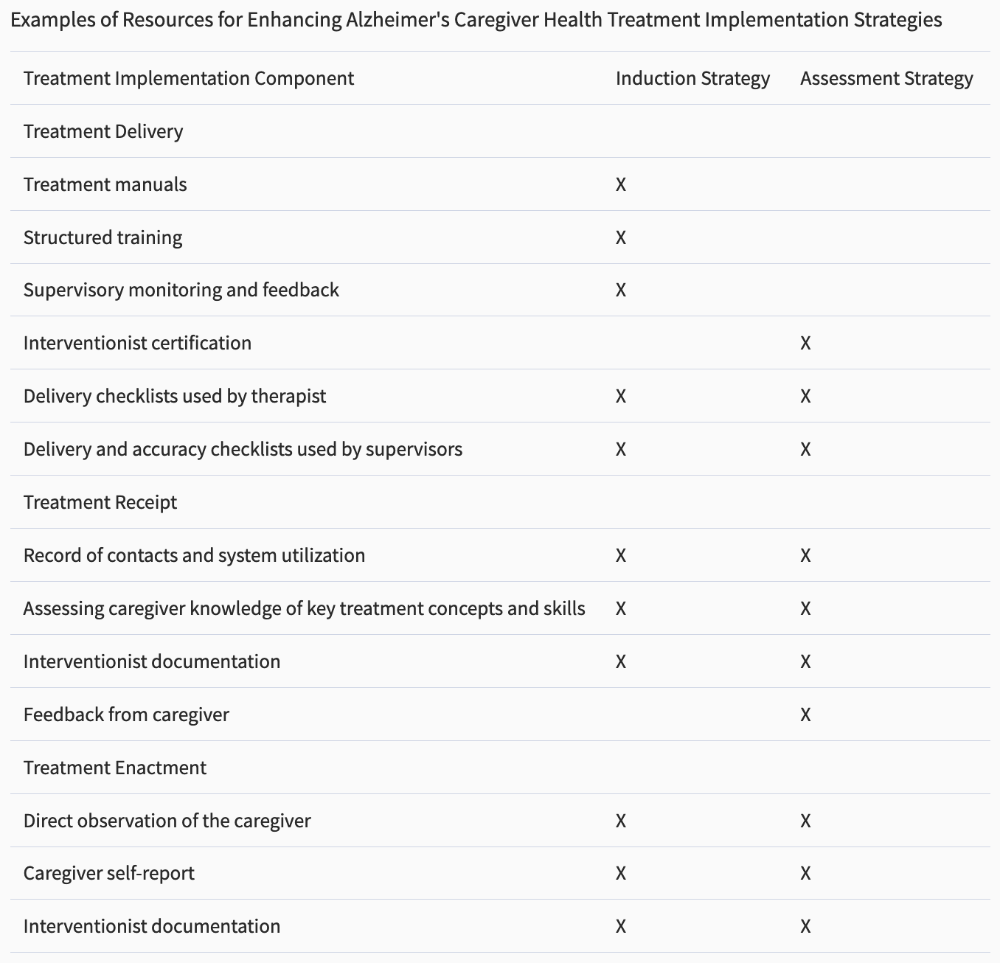 Examples of Resources for Enhancing Alzheimer's Caregiver Health Treatment Implementation Strategies
Treatment Implementation Component Induction Strategy Assessment Strategy
Treatment Delivery
Treatment manuals X
Structured training X
Supervisory monitoring and feedback X
Interventionist certification X
Delivery checklists used by therapist X X
Delivery and accuracy checklists used by supervisors X X
Treatment Receipt
Record of contacts and system utilization X X
Assessing caregiver knowledge of key treatment concepts and skills X X
Interventionist documentation X X
Feedback from caregiver X
Treatment Enactment
Direct observation of the caregiver X X
Caregiver self-report X X
Interventionist documentation X X